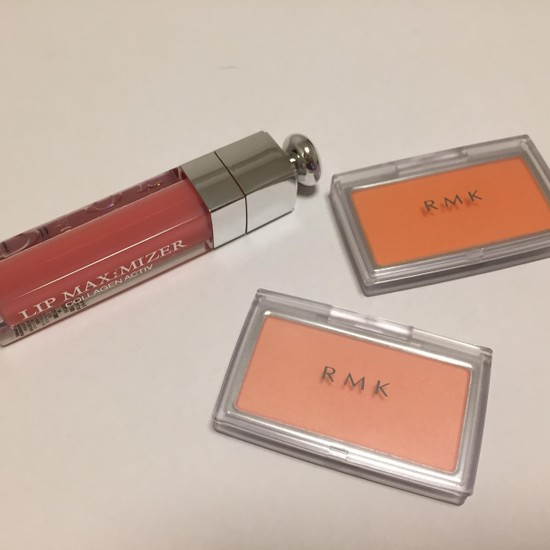 LIP MAXIMIZER
COLLAGEN ACTIV
RMK
RMK